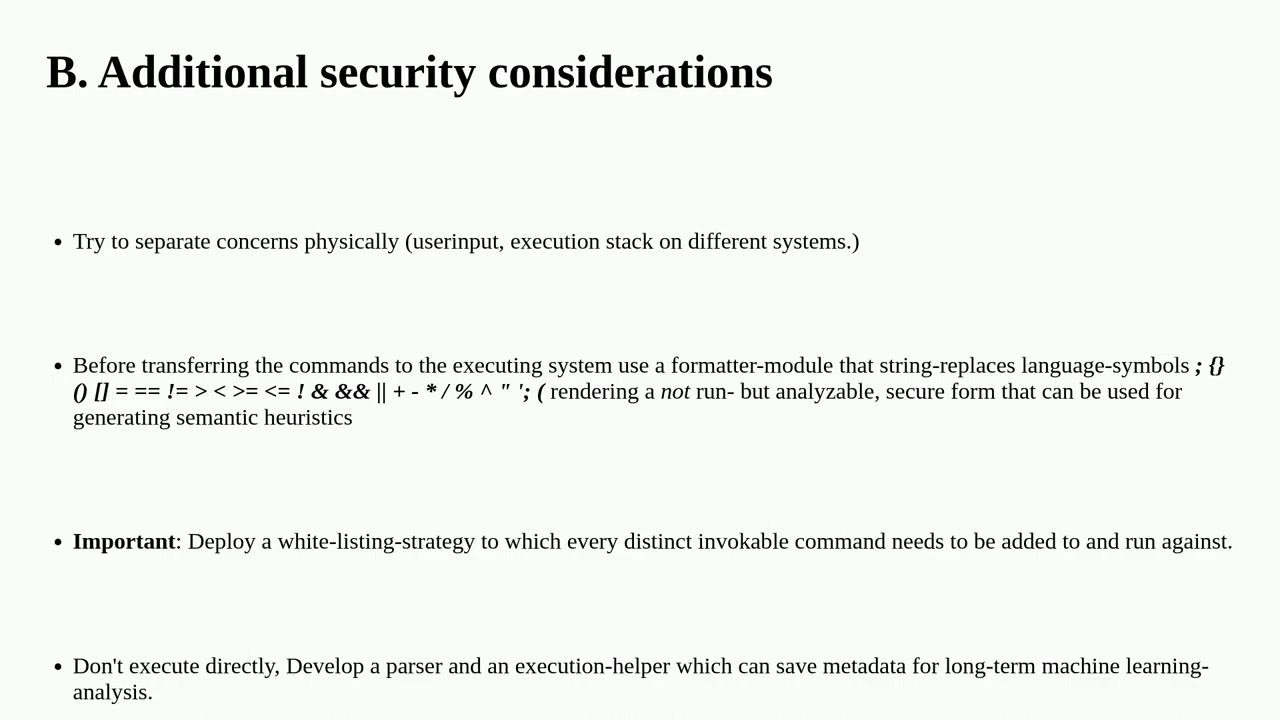 B. Additional security considerations
• Try to separate concerns physically (userinput, execution stack on different systems.)
• Before transferring the commands to the executing system use a formatter-module that string-replaces language-symbols ; {}
() [] = == != > < >= <= ! & && || + - * / % ^ " '; ( rendering a not run- but analyzable, secure form that can be used for
generating semantic heuristics
• Important: Deploy a white-listing-strategy to which every distinct invokable command needs to be added to and run against.
• Don't execute directly, Develop a parser and an execution-helper which can save metadata for long-term machine learning-
analysis.